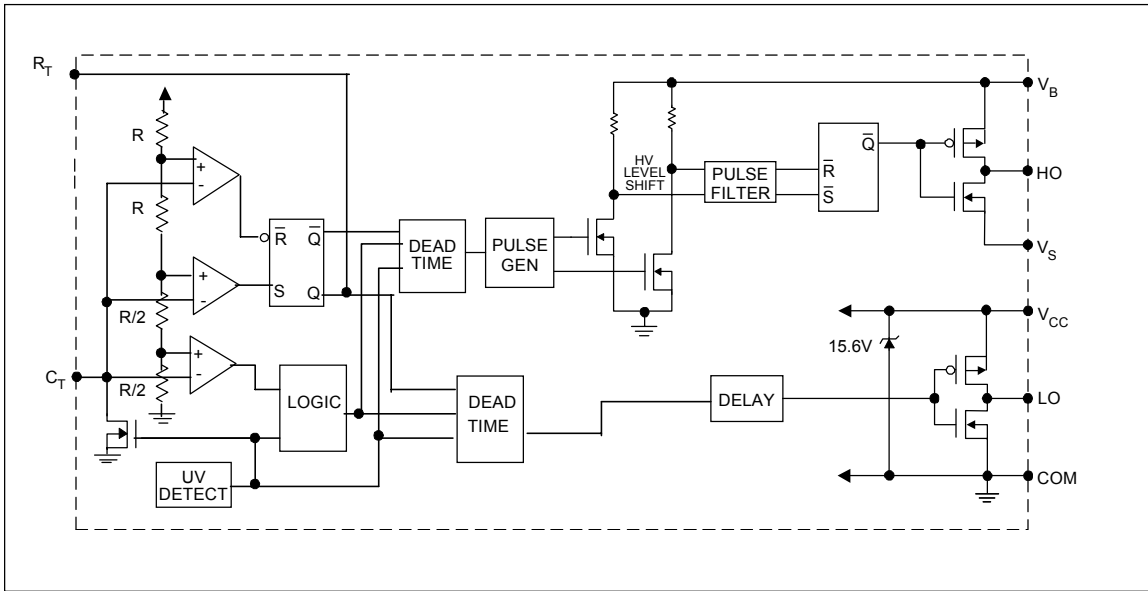 R_T
R
+
-
R
+
-
R/2
+
-
R/2
C_T
R̅ Q̅
S Q
DEAD
TIME
PULSE
GEN
HV
LEVEL
SHIFT
PULSE
FILTER
R̅ Q̅
S̅
V_B
HO
V_S
LOGIC
UV
DETECT
DEAD
TIME
DELAY
15.6V
V_CC
LO
COM